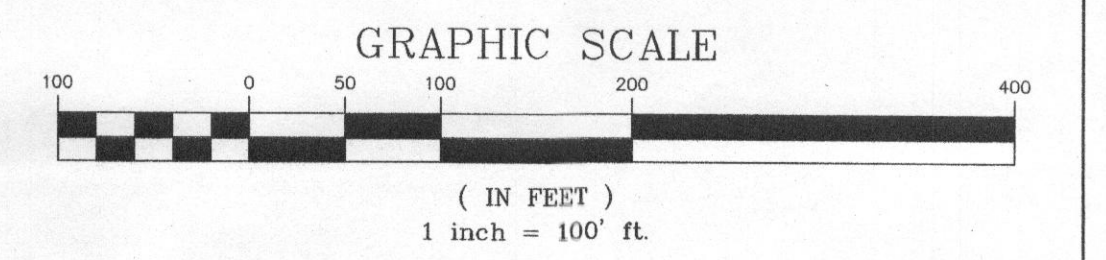 GRAPHIC SCALE
100 0 50 100 200 400
( IN FEET )
1 inch = 100' ft.